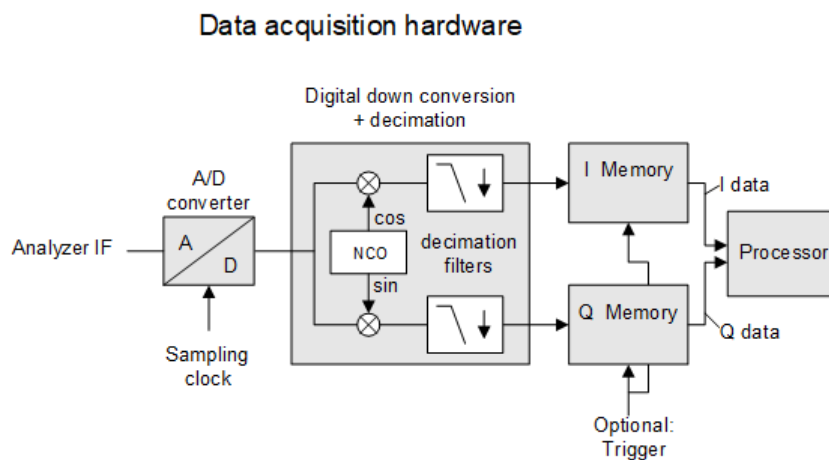 Data acquisition hardware
Digital down conversion
+ decimation
A/D
converter
Analyzer IF
A
D
Sampling
clock
cos
NCO
sin
decimation
filters
I Memory
I data
Processor
Q Memory
Q data
Optional:
Trigger